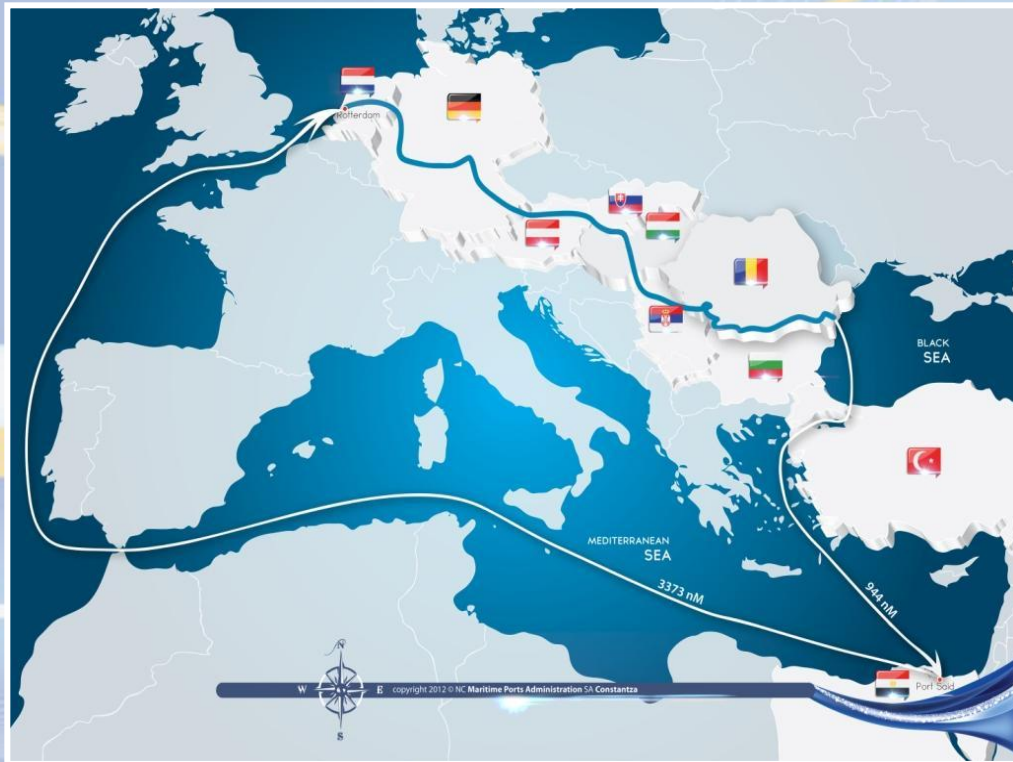 Rotterdam
BLACK
SEA
MEDITERRANEAN
SEA
3373 nM
944 nM
N
W E
S
copyright 2012 © NC Maritime Ports Administration SA Constantza
Port Said